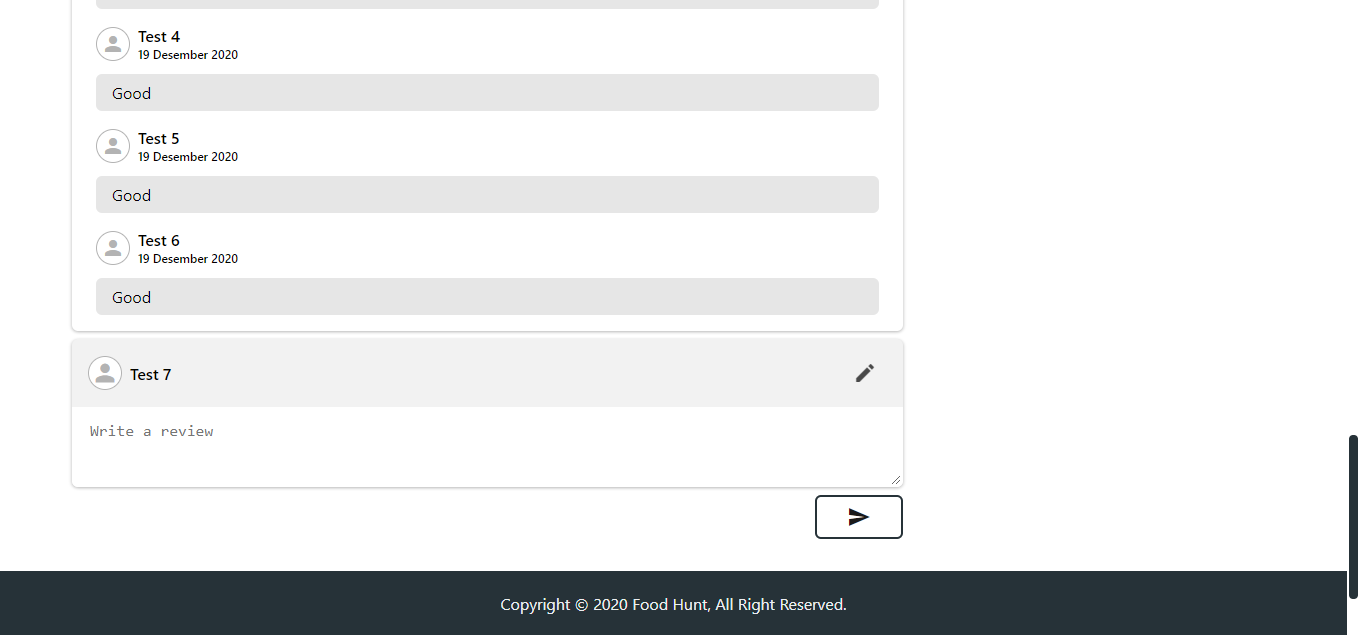 Test 4
19 Desember 2020
Good
Test 5
19 Desember 2020
Good
Test 6
19 Desember 2020
Good
Test 7
Write a review
Copyright © 2020 Food Hunt, All Right Reserved.